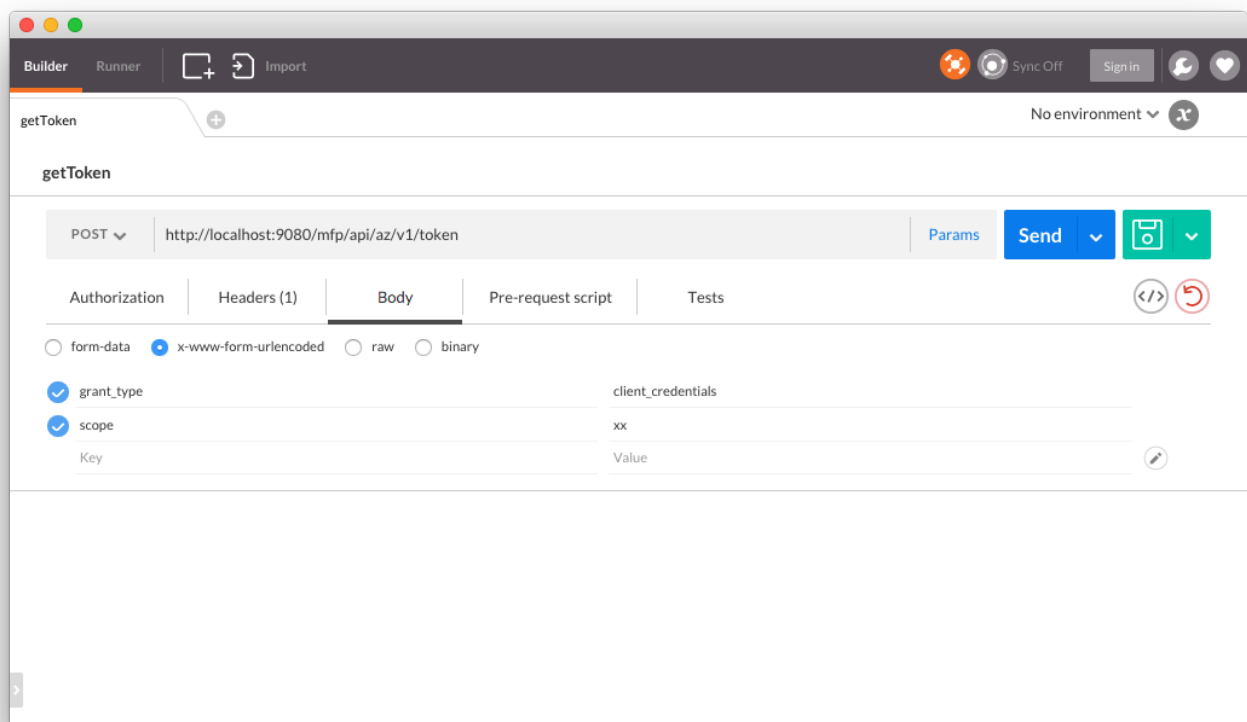 Builder Runner Import Sync Off Sign in
getToken No environment x
getToken
POST http://localhost:9080/mfp/api/az/v1/token Params Send
Authorization Headers (1) Body Pre-request script Tests </>
form-data x-www-form-urlencoded raw binary
grant_type client_credentials
scope xx
Key Value